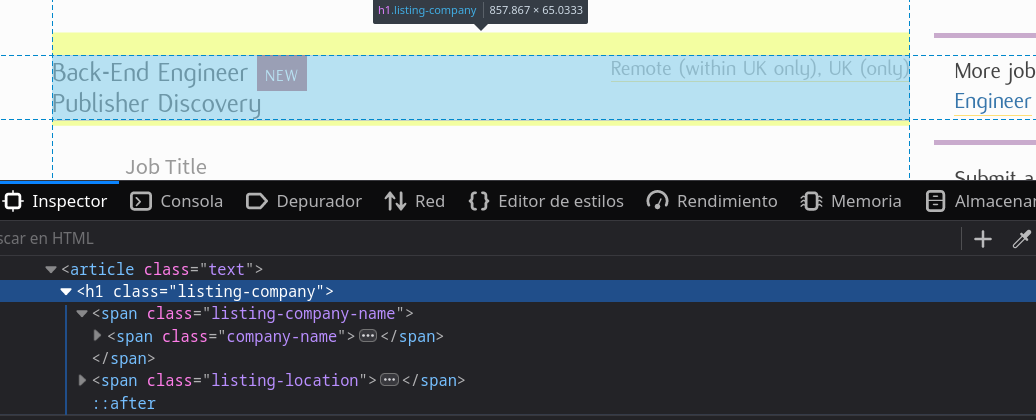 h1.listing-company | 857.867 × 65.0333
Back-End Engineer NEW
Remote (within UK only), UK (only)
Publisher Discovery
More job
Engineer
Job Title
Submit a
Inspector Consola Depurador Red Editor de estilos Rendimiento Memoria Almacenar
scar en HTML
<article class="text">
<h1 class="listing-company">
<span class="listing-company-name">
<span class="company-name">···</span>
</span>
<span class="listing-location">···</span>
::after